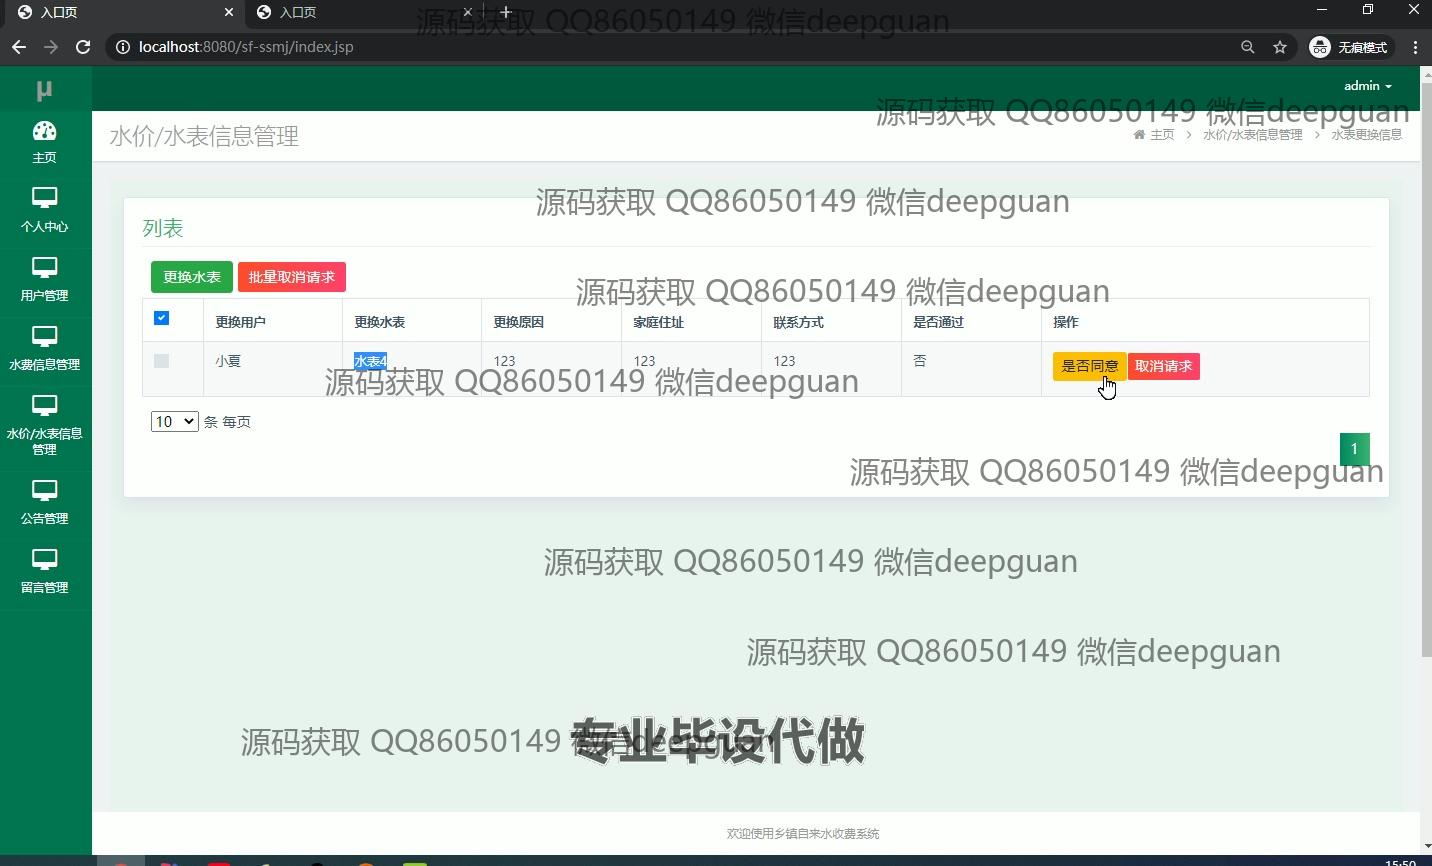 入口页
入口页
源码获取 QQ86050149 微信deepguan
localhost:8080/sf-ssmj/index.jsp
无痕模式
μ
admin
源码获取 QQ86050149 微信deepguan
主页
水价/水表信息管理
主页 > 水价/水表信息管理 > 水表更换信息
个人中心
源码获取 QQ86050149 微信deepguan
列表
用户管理
更换水表 批量取消请求
源码获取 QQ86050149 微信deepguan
更换用户 更换水表 更换原因 家庭住址 联系方式 是否通过 操作
水费信息管理
小夏 水表4 123 123 123 否 是否同意 取消请求
源码获取 QQ86050149 微信deepguan
10 条 每页
水价/水表信息
管理
1
源码获取 QQ86050149 微信deepguan
公告管理
源码获取 QQ86050149 微信deepguan
留言管理
源码获取 QQ86050149 微信deepguan
源码获取 QQ86050149 微信deepguan
专业毕设代做
欢迎使用乡镇自来水收费系统
15:50